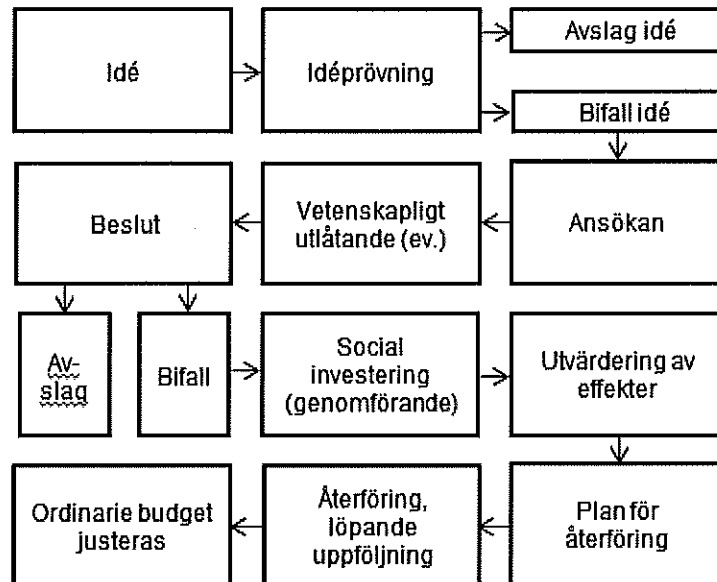 Idé
Idéprövning
Avslag idé
Bifall idé
Beslut
Vetenskapligt
utlåtande (ev.)
Ansökan
Av-
slag
Bifall
Social
investering
(genomförande)
Utvärdering av
effekter
Ordinarie budget
justeras
Återföring,
löpande
uppföljning
Plan för
återföring